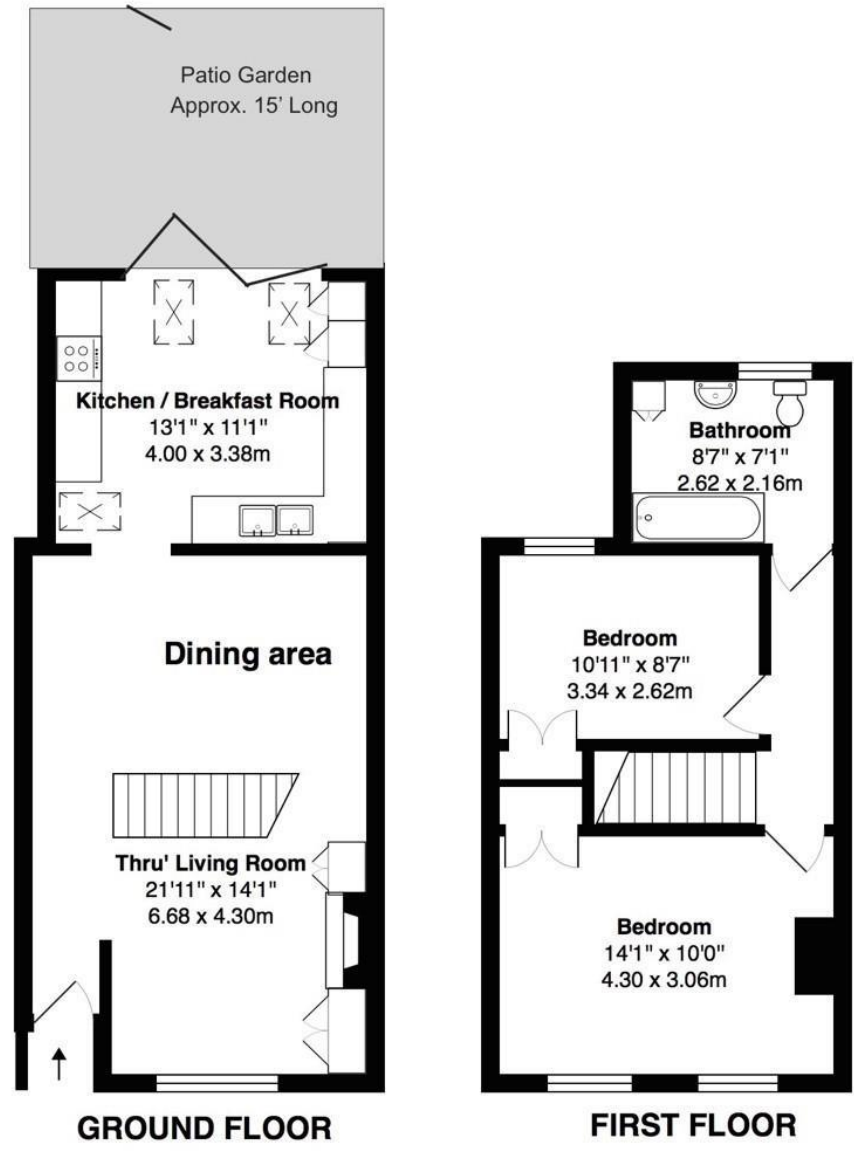 Patio Garden
Approx. 15' Long
Kitchen / Breakfast Room
13'1" x 11'1"
4.00 x 3.38m
Dining area
Thru' Living Room
21'11" x 14'1"
6.68 x 4.30m
GROUND FLOOR
Bathroom
8'7" x 7'1"
2.62 x 2.16m
Bedroom
10'11" x 8'7"
3.34 x 2.62m
Bedroom
14'1" x 10'0"
4.30 x 3.06m
FIRST FLOOR